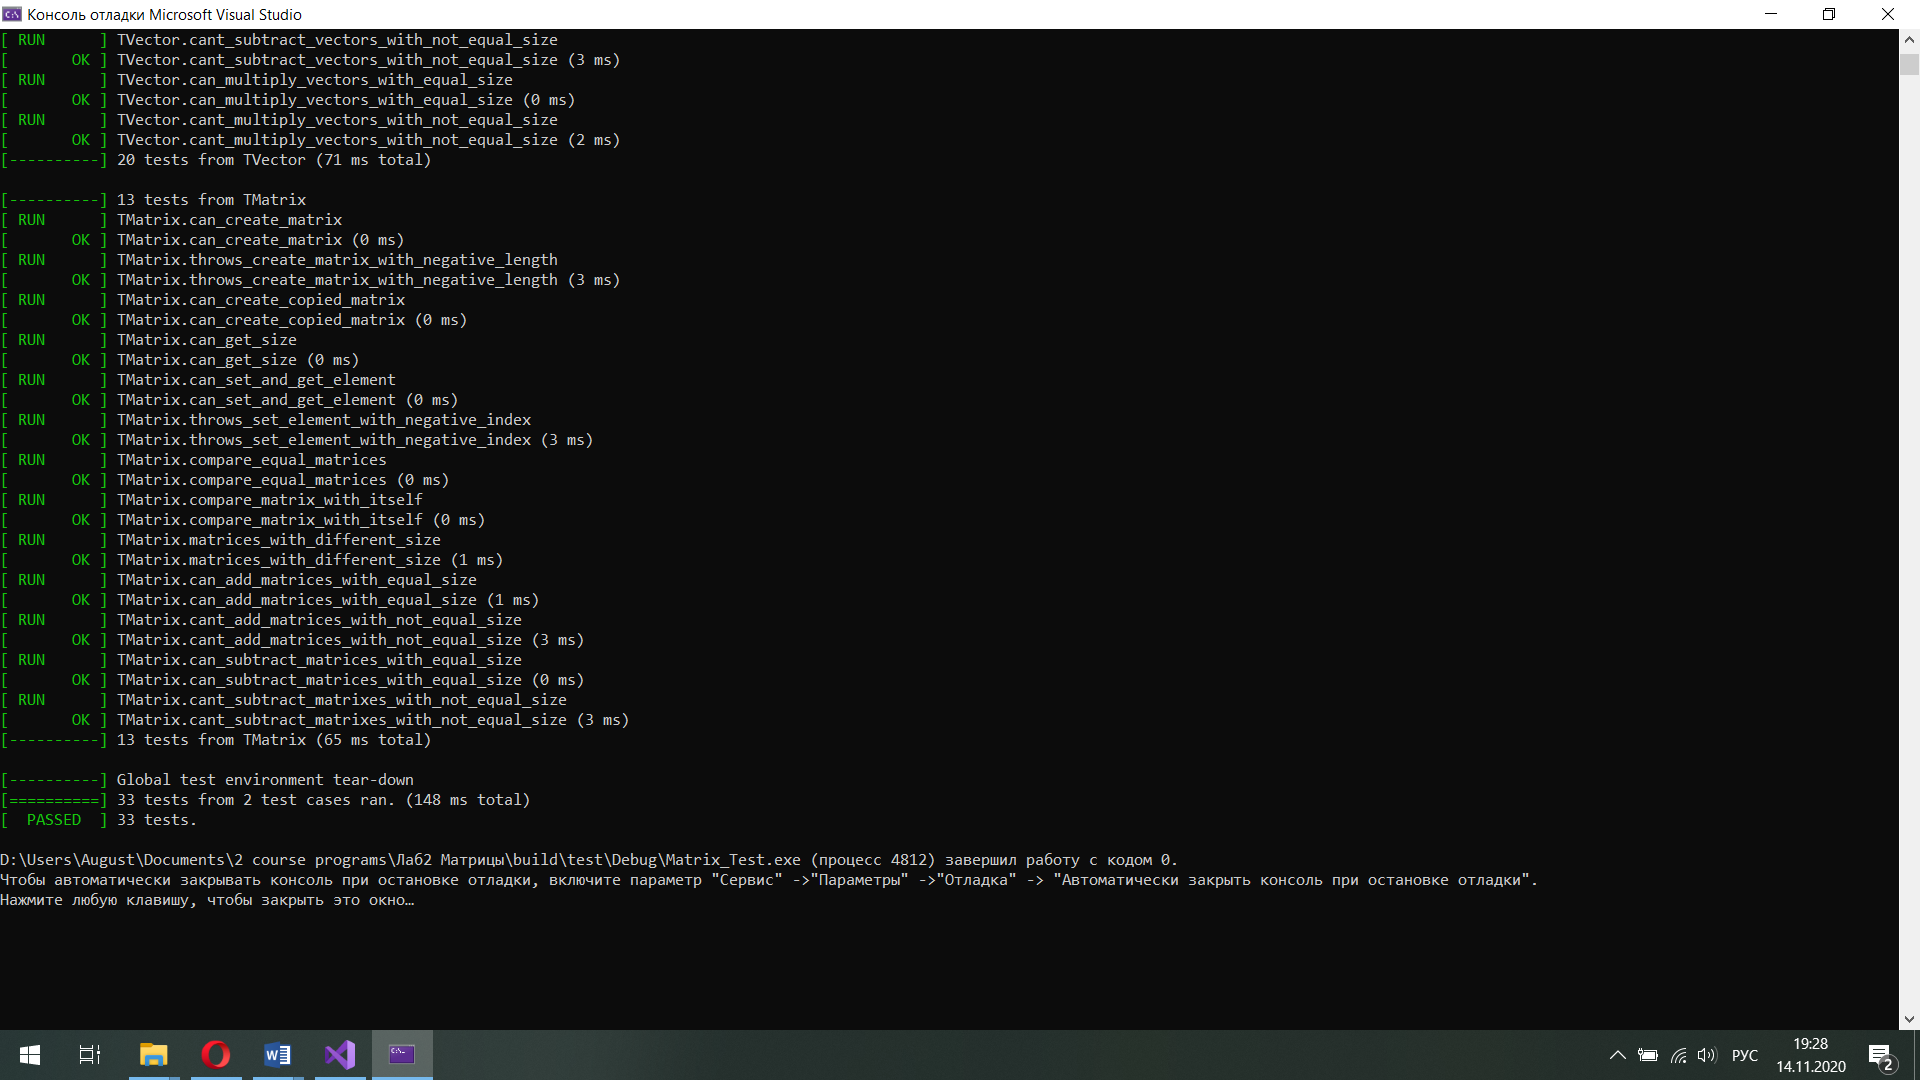 Консоль отладки Microsoft Visual Studio
[ RUN      ] TVector.cant_subtract_vectors_with_not_equal_size
[       OK ] TVector.cant_subtract_vectors_with_not_equal_size (3 ms)
[ RUN      ] TVector.can_multiply_vectors_with_equal_size
[       OK ] TVector.can_multiply_vectors_with_equal_size (0 ms)
[ RUN      ] TVector.cant_multiply_vectors_with_not_equal_size
[       OK ] TVector.cant_multiply_vectors_with_not_equal_size (2 ms)
[----------] 20 tests from TVector (71 ms total)
[----------] 13 tests from TMatrix
[ RUN      ] TMatrix.can_create_matrix
[       OK ] TMatrix.can_create_matrix (0 ms)
[ RUN      ] TMatrix.throws_create_matrix_with_negative_length
[       OK ] TMatrix.throws_create_matrix_with_negative_length (3 ms)
[ RUN      ] TMatrix.can_create_copied_matrix
[       OK ] TMatrix.can_create_copied_matrix (0 ms)
[ RUN      ] TMatrix.can_get_size
[       OK ] TMatrix.can_get_size (0 ms)
[ RUN      ] TMatrix.can_set_and_get_element
[       OK ] TMatrix.can_set_and_get_element (0 ms)
[ RUN      ] TMatrix.throws_set_element_with_negative_index
[       OK ] TMatrix.throws_set_element_with_negative_index (3 ms)
[ RUN      ] TMatrix.compare_equal_matrices
[       OK ] TMatrix.compare_equal_matrices (0 ms)
[ RUN      ] TMatrix.compare_matrix_with_itself
[       OK ] TMatrix.compare_matrix_with_itself (0 ms)
[ RUN      ] TMatrix.matrices_with_different_size
[       OK ] TMatrix.matrices_with_different_size (1 ms)
[ RUN      ] TMatrix.can_add_matrices_with_equal_size
[       OK ] TMatrix.can_add_matrices_with_equal_size (1 ms)
[ RUN      ] TMatrix.cant_add_matrices_with_not_equal_size
[       OK ] TMatrix.cant_add_matrices_with_not_equal_size (3 ms)
[ RUN      ] TMatrix.can_subtract_matrices_with_equal_size
[       OK ] TMatrix.can_subtract_matrices_with_equal_size (0 ms)
[ RUN      ] TMatrix.cant_subtract_matrixes_with_not_equal_size
[       OK ] TMatrix.cant_subtract_matrixes_with_not_equal_size (3 ms)
[----------] 13 tests from TMatrix (65 ms total)
[----------] Global test environment tear-down
[==========] 33 tests from 2 test cases ran. (148 ms total)
[  PASSED  ] 33 tests.
D:\Users\August\Documents\2 course programs\Лаб2 Матрицы\build\test\Debug\Matrix_Test.exe (процесс 4812) завершил работу с кодом 0.
Чтобы автоматически закрывать консоль при остановке отладки, включите параметр "Сервис" ->"Параметры" ->"Отладка" -> "Автоматически закрыть консоль при остановке отладки".
Нажмите любую клавишу, чтобы закрыть это окно…
РУС
19:28
14.11.2020
2